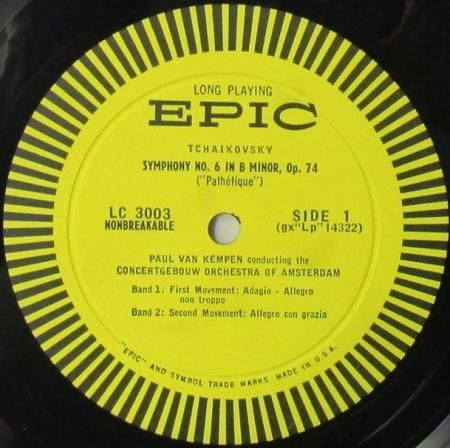 LONG PLAYING
EPIC
TCHAIKOVSKY
SYMPHONY NO. 6 IN B MINOR, Op. 74
("Pathétique")
LC 3003
NONBREAKABLE
SIDE 1
(gx"Lp"14322)
PAUL VAN KEMPEN conducting the
CONCERTGEBOUW ORCHESTRA OF AMSTERDAM
Band 1: First Movement: Adagio - Allegro
non troppo
Band 2: Second Movement: Allegro con grazia
"EPIC" AND SYMBOL TRADE MARKS. MADE IN U.S.A.